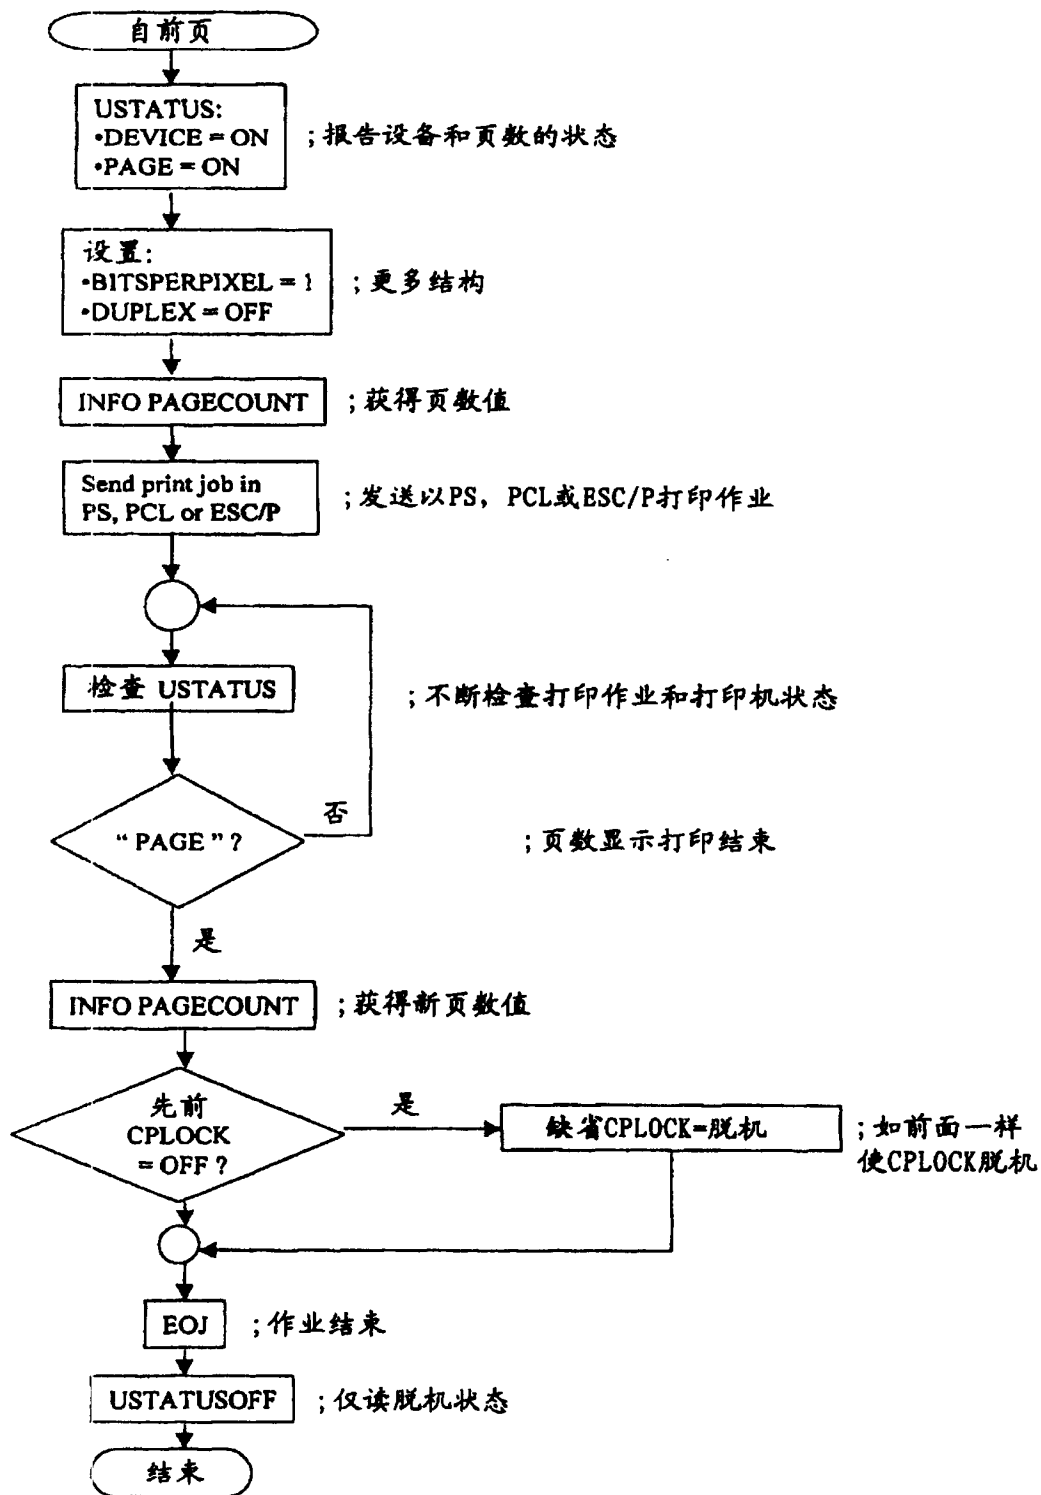 自前页
USTATUS:
•DEVICE = ON
•PAGE = ON
;报告设备和页数的状态
设置:
•BITSPERPIXEL = 1
•DUPLEX = OFF
;更多结构
INFO PAGECOUNT
;获得页数值
Send print job in
PS, PCL or ESC/P
;发送以PS, PCL或ESC/P打印作业
检查 USTATUS
;不断检查打印作业和打印机状态
“ PAGE ” ?
否
;页数显示打印结束
是
INFO PAGECOUNT
;获得新页数值
先前
CPLOCK
= OFF ?
是
缺省CPLOCK=脱机
;如前面一样
使CPLOCK脱机
EOJ
;作业结束
USTATUSOFF
;仅读脱机状态
结束